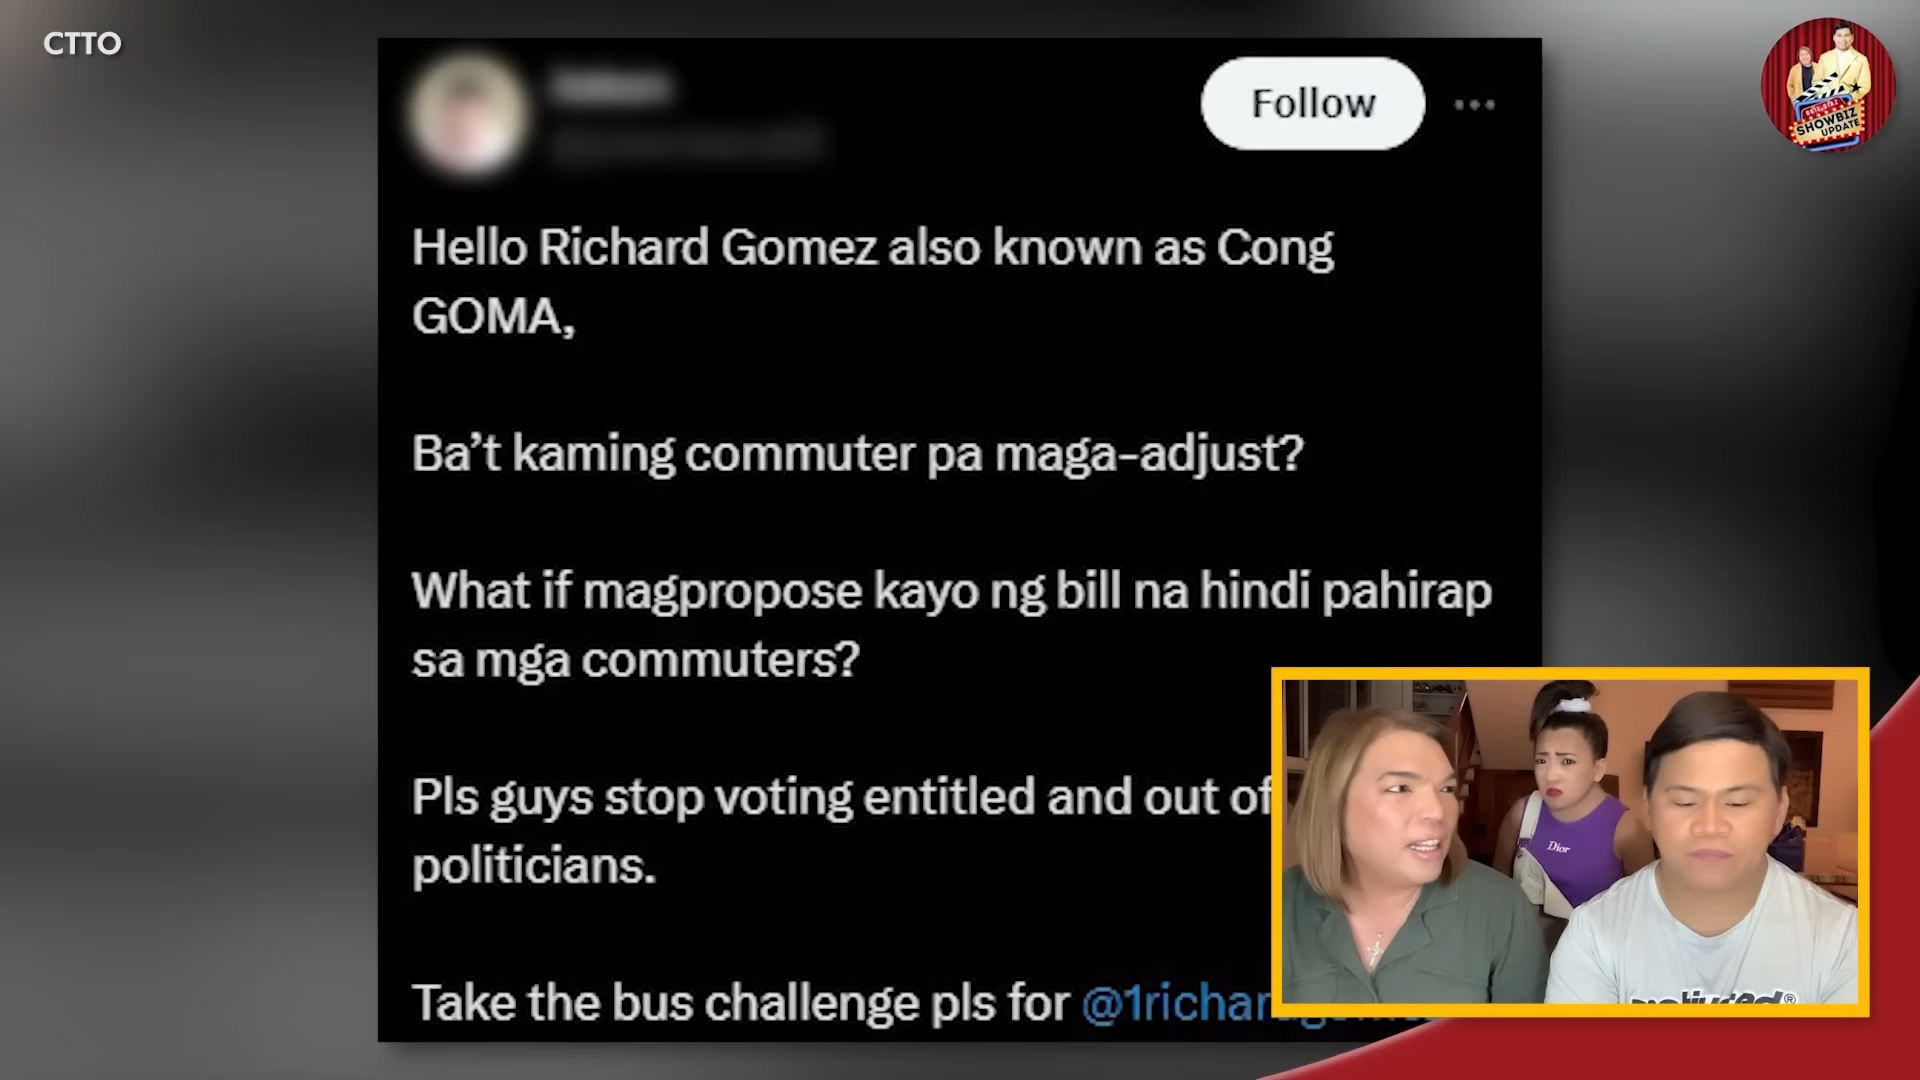 CTTO
Follow
Hello Richard Gomez also known as Cong
GOMA,
Ba't kaming commuter pa maga-adjust?
What if magpropose kayo ng bill na hindi pahirap
sa mga commuters?
Pls guys stop voting entitled and out of
politicians.
Take the bus challenge pls for
SHOWBIZ
UPDATE
Dior